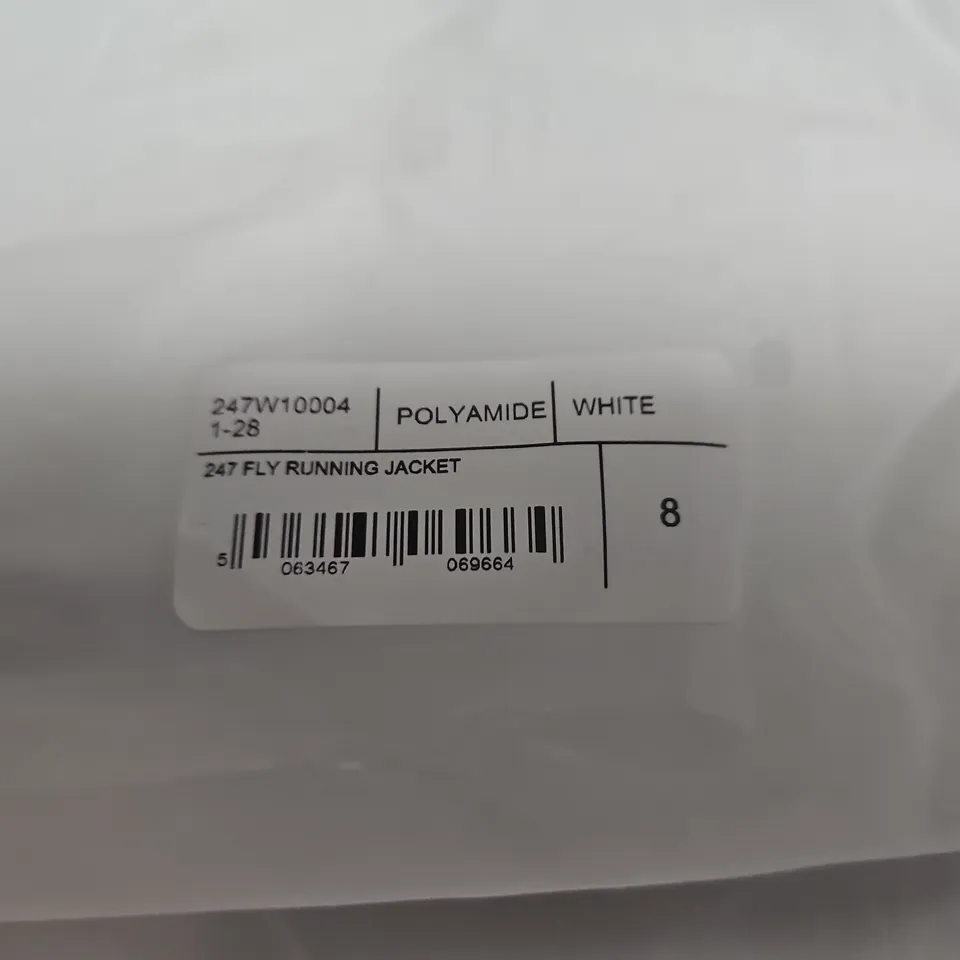 247W10004
1-28
POLYAMIDE
WHITE
247 FLY RUNNING JACKET
8
5 063467 069664